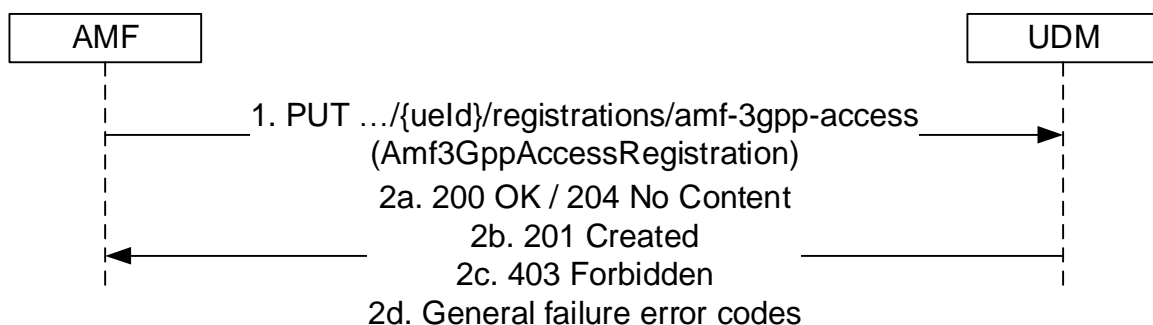 AMF
UDM
1. PUT …/{ueId}/registrations/amf-3gpp-access
(Amf3GppAccessRegistration)
2a. 200 OK / 204 No Content
2b. 201 Created
2c. 403 Forbidden
2d. General failure error codes